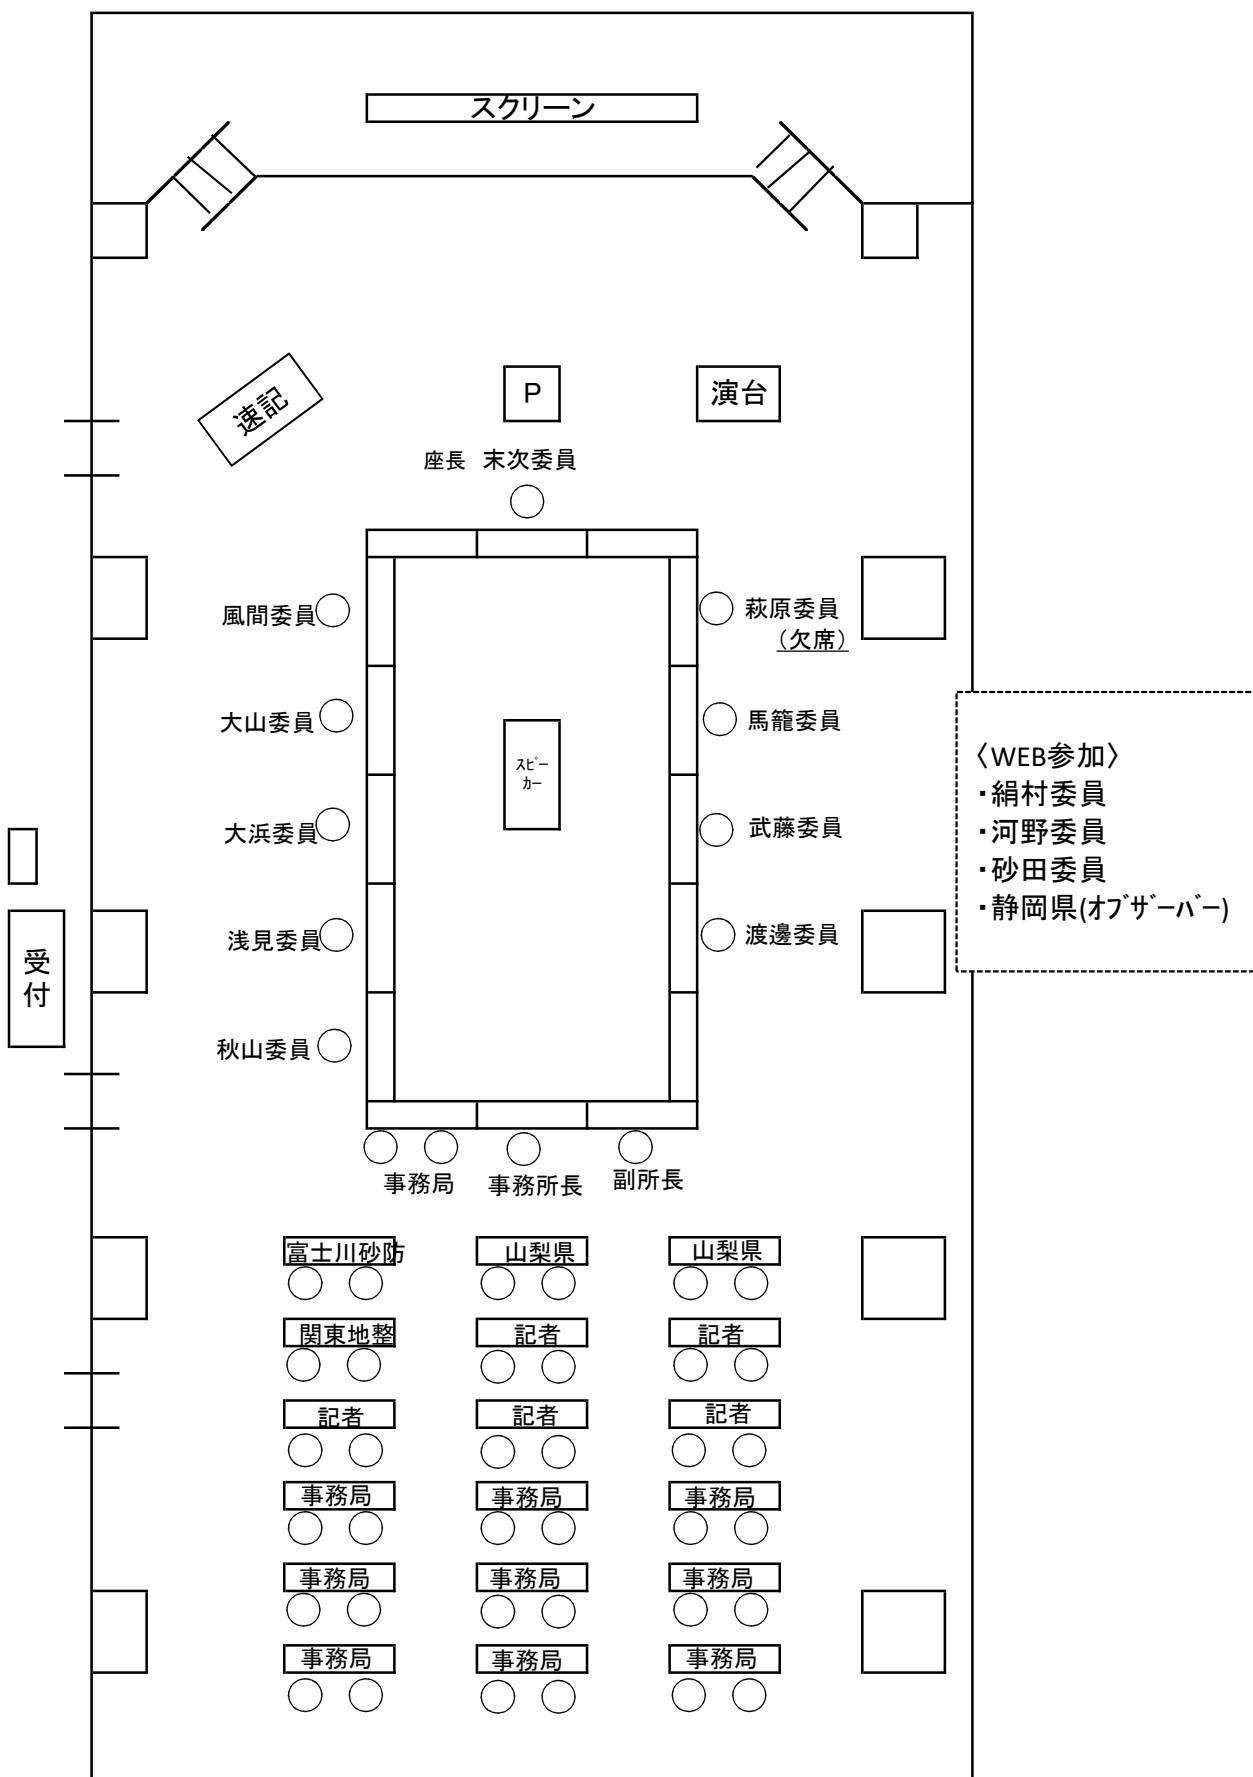 スクリーン
速記
P
演台
座長 末次委員
風間委員
萩原委員
（欠席）
大山委員
馬籠委員
スピー
カー
大浜委員
武藤委員
浅見委員
渡邉委員
秋山委員
〈WEB参加〉
・絹村委員
・河野委員
・砂田委員
・静岡県(ｵﾌﾞｻﾞｰﾊﾞｰ)
受
付
事務局
事務所長
副所長
富士川砂防
山梨県
山梨県
関東地整
記者
記者
記者
記者
記者
事務局
事務局
事務局
事務局
事務局
事務局
事務局
事務局
事務局